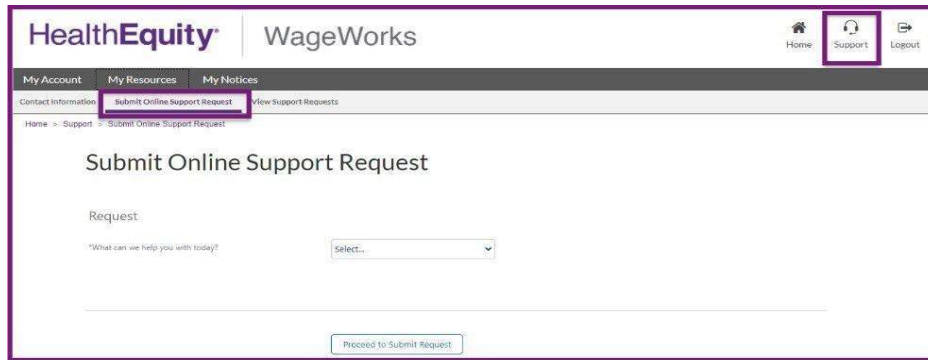 HealthEquity WageWorks
Home Support Logout
My Account My Resources My Notices
Contact Information Submit Online Support Request View Support Requests
Home > Support > Submit Online Support Request
Submit Online Support Request
Request
*What can we help you with today? Select...
Proceed to Submit Request